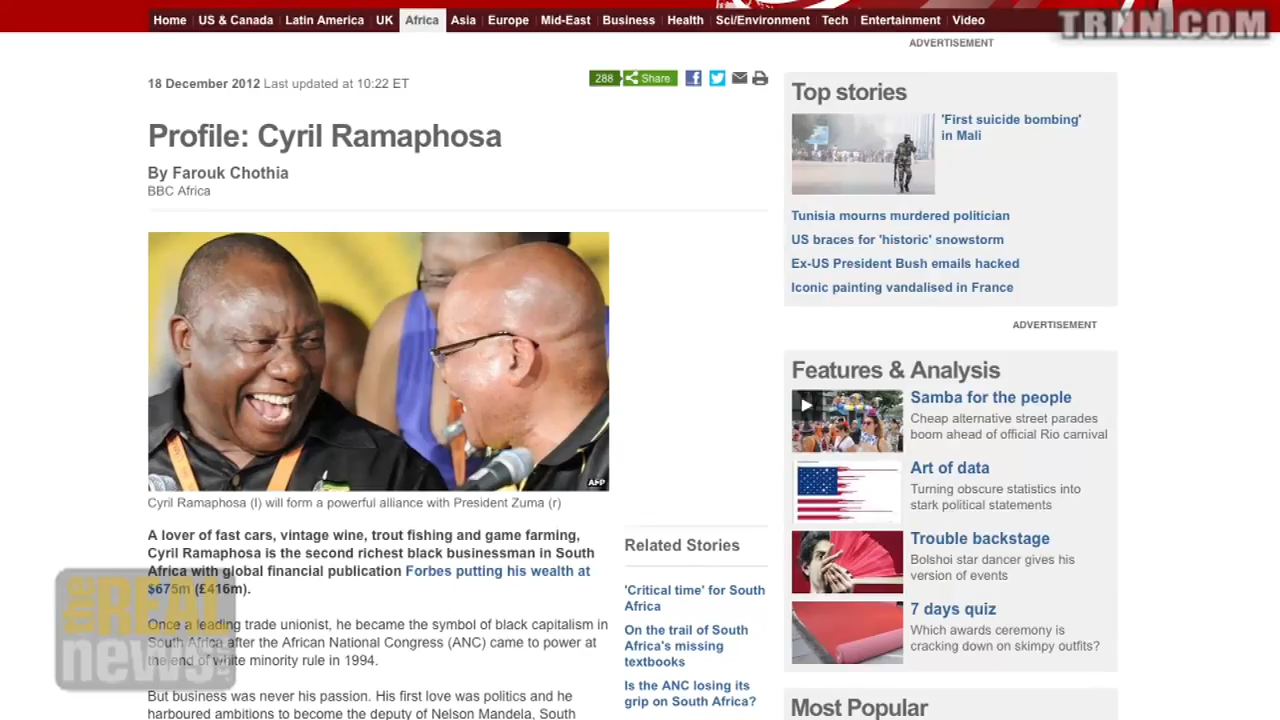 Home US & Canada Latin America UK Africa Asia Europe Mid-East Business Health Sci/Environment Tech Entertainment Video
TRNN.COM
ADVERTISEMENT
18 December 2012 Last updated at 10:22 ET
288 Share
Profile: Cyril Ramaphosa
By Farouk Chothia
BBC Africa
AFP
Cyril Ramaphosa (l) will form a powerful alliance with President Zuma (r)
A lover of fast cars, vintage wine, trout fishing and game farming,
Cyril Ramaphosa is the second richest black businessman in South
Africa with global financial publication Forbes putting his wealth at
$675m (£416m).
Once a leading trade unionist, he became the symbol of black capitalism in
South Africa after the African National Congress (ANC) came to power at
the end of white minority rule in 1994.
But business was never his passion. His first love was politics and he
harboured ambitions to become the deputy of Nelson Mandela, South
the REAL
news
Related Stories
'Critical time' for South
Africa
On the trail of South
Africa's missing
textbooks
Is the ANC losing its
grip on South Africa?
Top stories
'First suicide bombing'
in Mali
Tunisia mourns murdered politician
US braces for 'historic' snowstorm
Ex-US President Bush emails hacked
Iconic painting vandalised in France
ADVERTISEMENT
Features & Analysis
Samba for the people
Cheap alternative street parades
boom ahead of official Rio carnival
Art of data
Turning obscure statistics into
stark political statements
Trouble backstage
Bolshoi star dancer gives his
version of events
7 days quiz
Which awards ceremony is
cracking down on skimpy outfits?
Most Popular